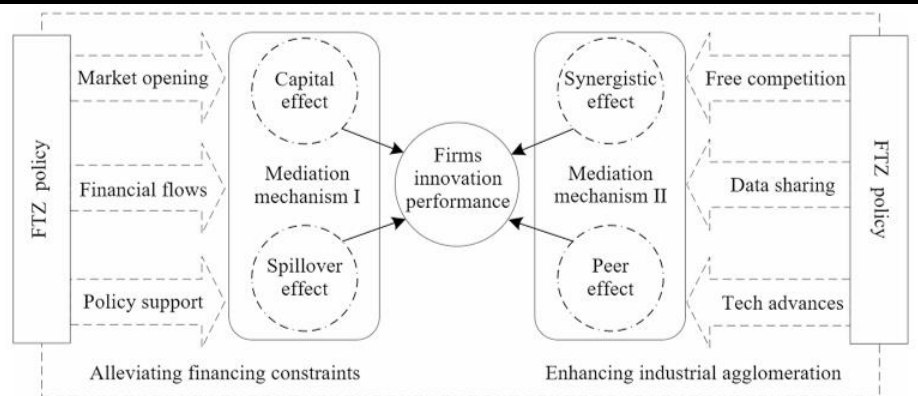 FTZ policy
Market opening
Financial flows
Policy support
Capital
effect
Mediation
mechanism I
Spillover
effect
Alleviating financing constraints
Firms
innovation
performance
Synergistic
effect
Mediation
mechanism II
Peer
effect
Enhancing industrial agglomeration
Free competition
Data sharing
Tech advances
FTZ policy